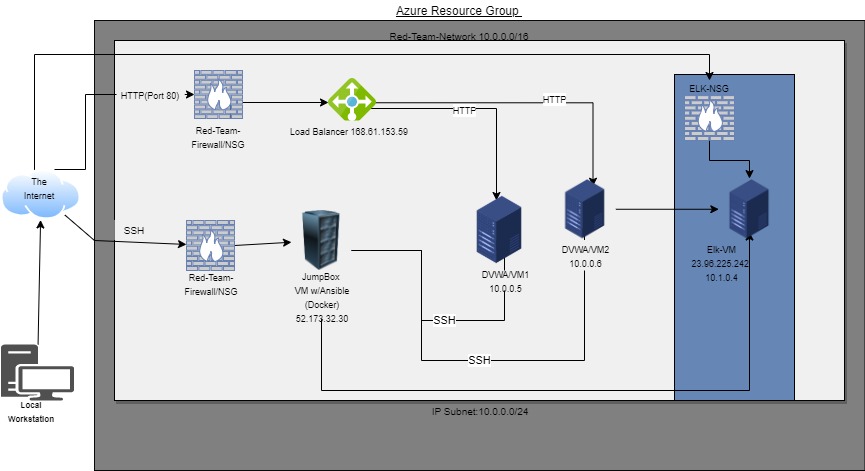 Azure Resource Group
Red-Team-Network 10.0.0.0/16
ELK-NSG
HTTP(Port 80)
HTTP
HTTP
Red-Team-
Firewall/NSG
Load Balancer 168.61.153.59
The
Internet
SSH
DVWA/VM2
10.0.0.6
Elk-VM
23.96.225.242
10.1.0.4
DVWA/VM1
10.0.0.5
Red-Team-
Firewall/NSG
JumpBox
VM w/Ansible
(Docker)
52.173.32.30
SSH
SSH
Local
Workstation
IP Subnet:10.0.0.0/24